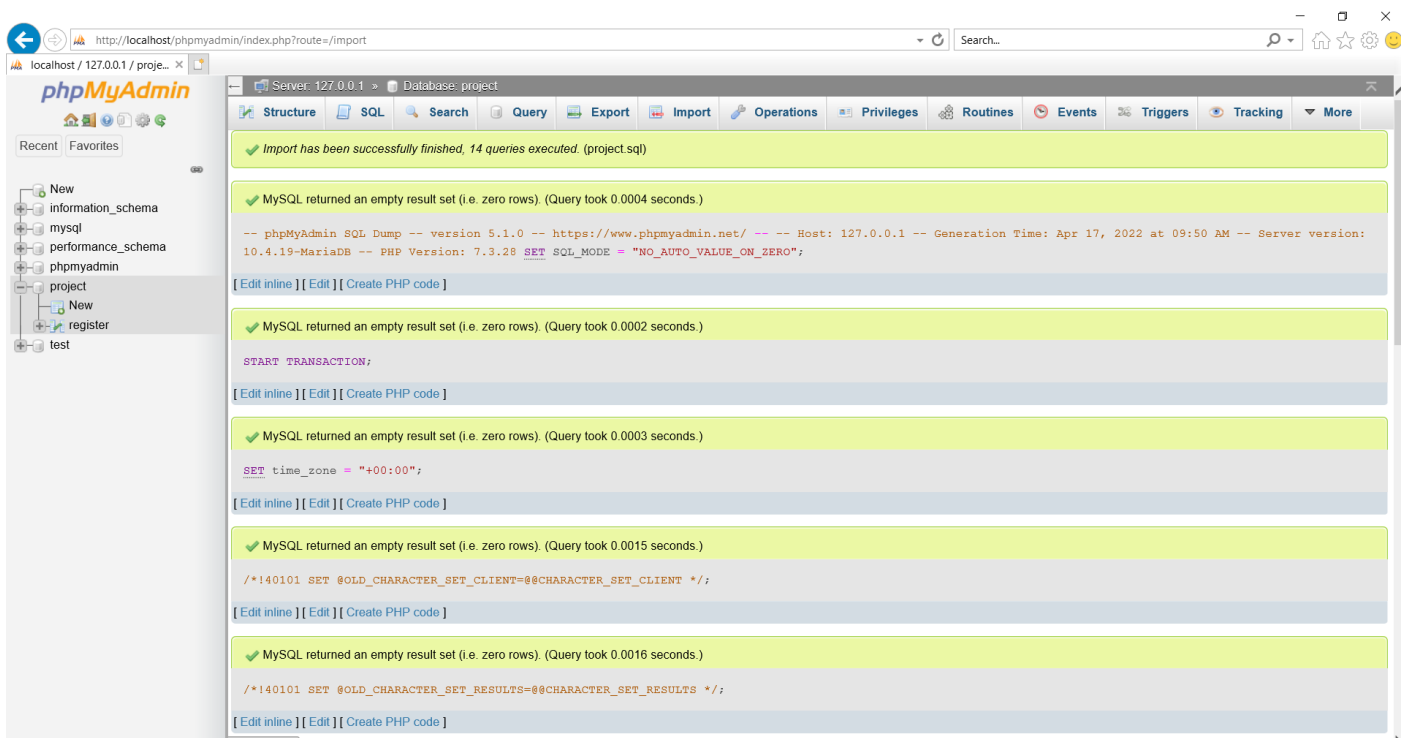 http://localhost/phpmyadmin/index.php?route=/import
Search...
localhost / 127.0.0.1 / proje...
phpMyAdmin
Recent Favorites
New
information_schema
mysql
performance_schema
phpmyadmin
project
New
register
test
Server: 127.0.0.1 » Database: project
Structure SQL Search Query Export Import Operations Privileges Routines Events Triggers Tracking More
Import has been successfully finished, 14 queries executed. (project.sql)
MySQL returned an empty result set (i.e. zero rows). (Query took 0.0004 seconds.)
-- phpMyAdmin SQL Dump -- version 5.1.0 -- https://www.phpmyadmin.net/ -- -- Host: 127.0.0.1 -- Generation Time: Apr 17, 2022 at 09:50 AM -- Server version:
10.4.19-MariaDB -- PHP Version: 7.3.28 SET SQL_MODE = "NO_AUTO_VALUE_ON_ZERO";
[ Edit inline ] [ Edit ] [ Create PHP code ]
MySQL returned an empty result set (i.e. zero rows). (Query took 0.0002 seconds.)
START TRANSACTION;
[ Edit inline ] [ Edit ] [ Create PHP code ]
MySQL returned an empty result set (i.e. zero rows). (Query took 0.0003 seconds.)
SET time_zone = "+00:00";
[ Edit inline ] [ Edit ] [ Create PHP code ]
MySQL returned an empty result set (i.e. zero rows). (Query took 0.0015 seconds.)
/*!40101 SET @OLD_CHARACTER_SET_CLIENT=@@CHARACTER_SET_CLIENT */;
[ Edit inline ] [ Edit ] [ Create PHP code ]
MySQL returned an empty result set (i.e. zero rows). (Query took 0.0016 seconds.)
/*!40101 SET @OLD_CHARACTER_SET_RESULTS=@@CHARACTER_SET_RESULTS */;
[ Edit inline ] [ Edit ] [ Create PHP code ]